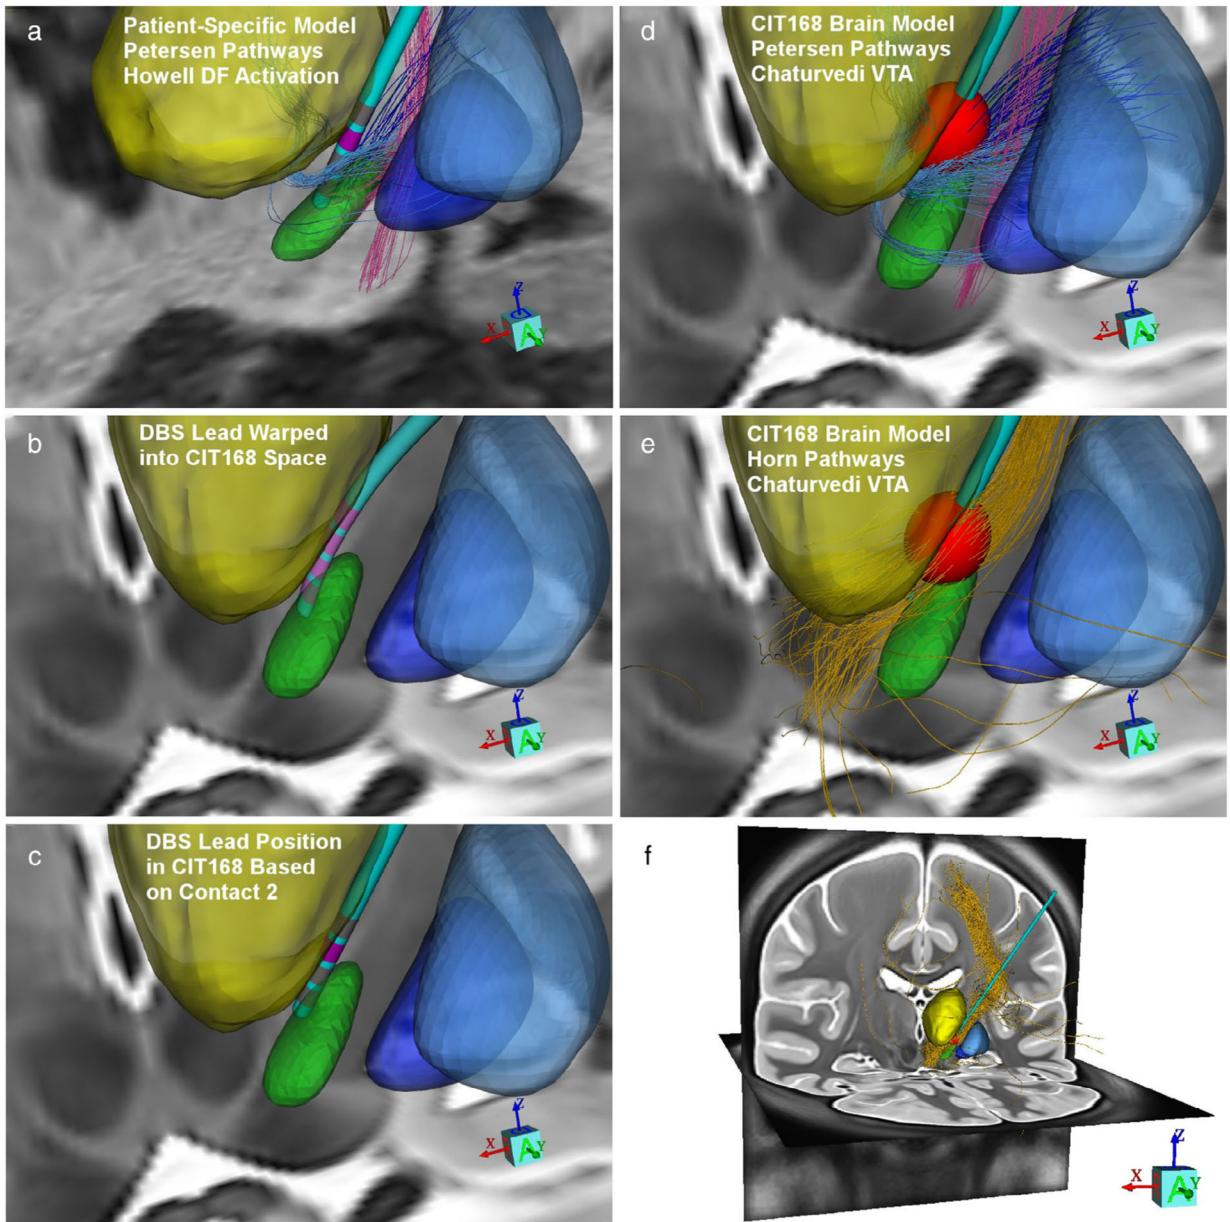 a
Patient-Specific Model
Petersen Pathways
Howell DF Activation
Z
X
A
Y
d
CIT168 Brain Model
Petersen Pathways
Chaturvedi VTA
Z
X
A
Y
b
DBS Lead Warped
into CIT168 Space
Z
X
A
Y
e
CIT168 Brain Model
Horn Pathways
Chaturvedi VTA
Z
X
A
Y
c
DBS Lead Position
in CIT168 Based
on Contact 2
Z
X
A
Y
f
Z
X
A
Y